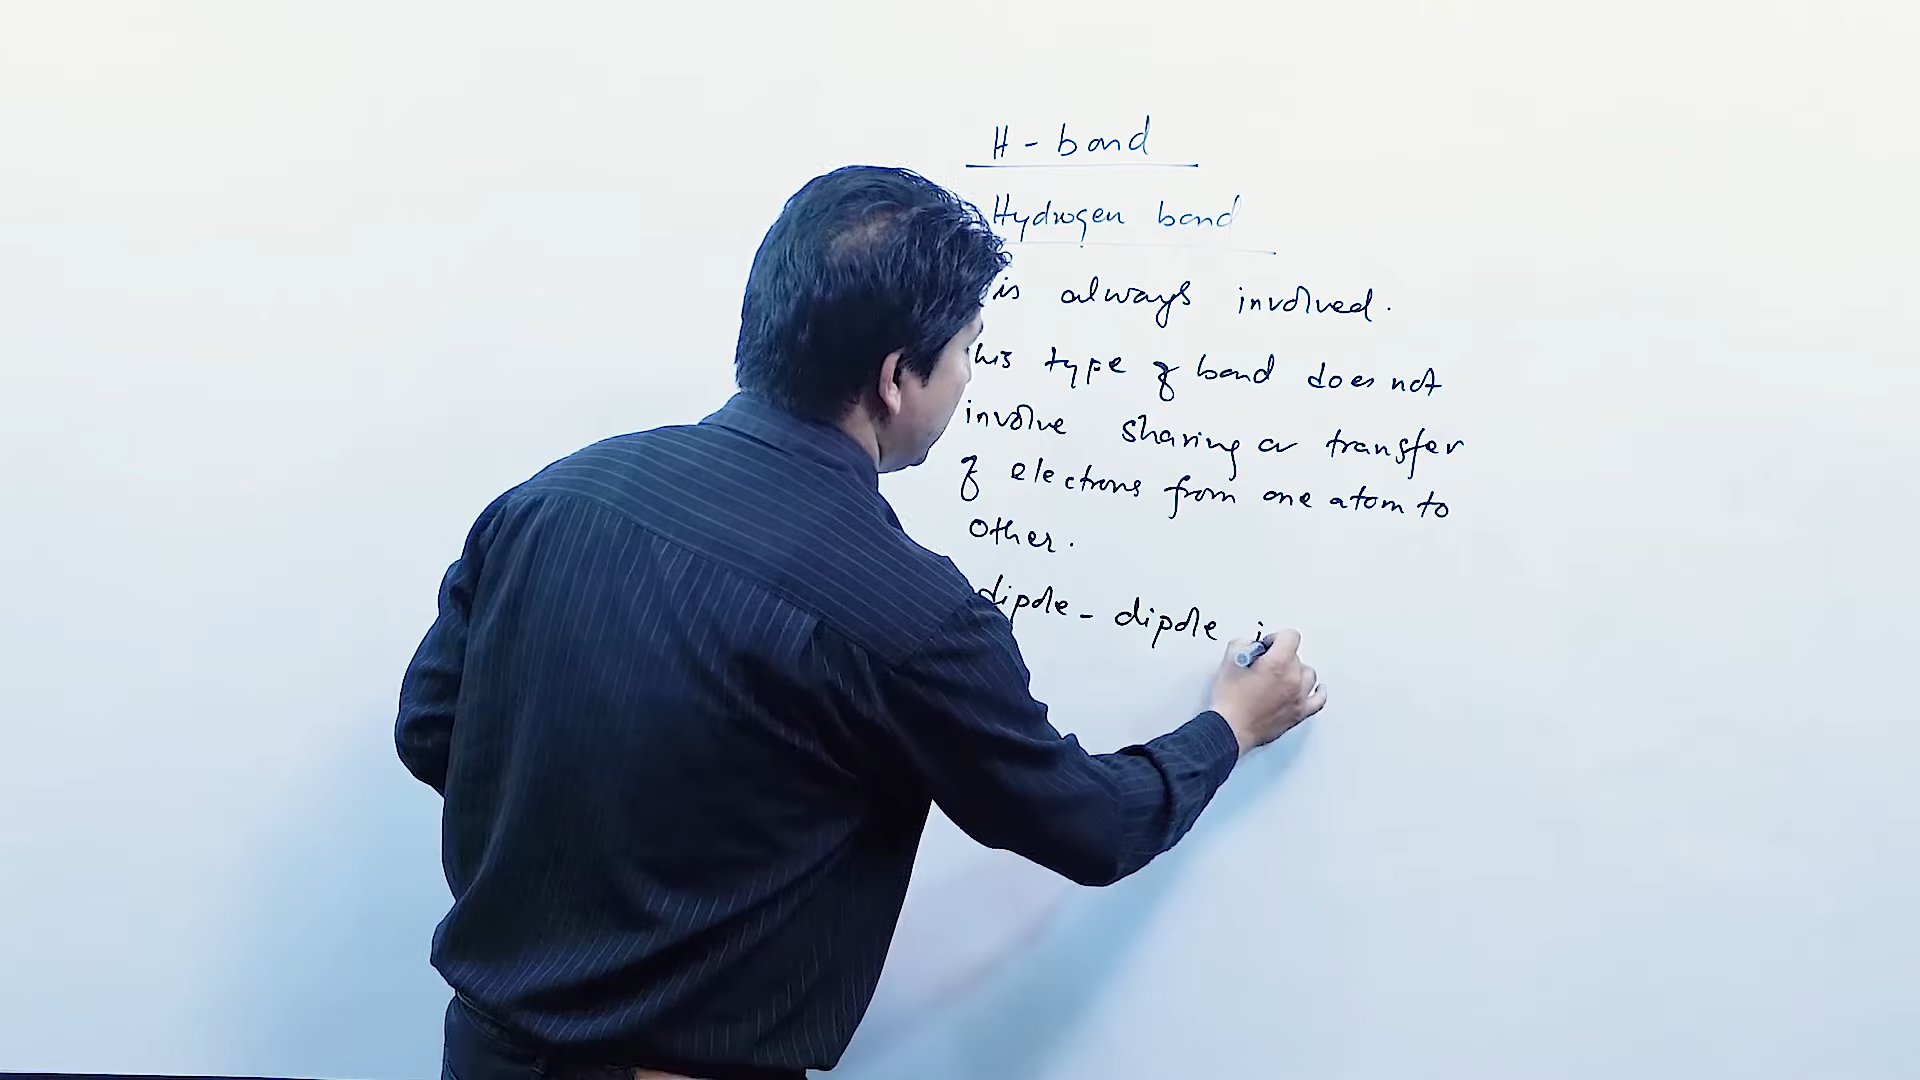 H - bond
Hydrogen bond
is always involved.
his type of bond does not
involve sharing or transfer
of electrons from one atom to
other.
dipole - dipole i